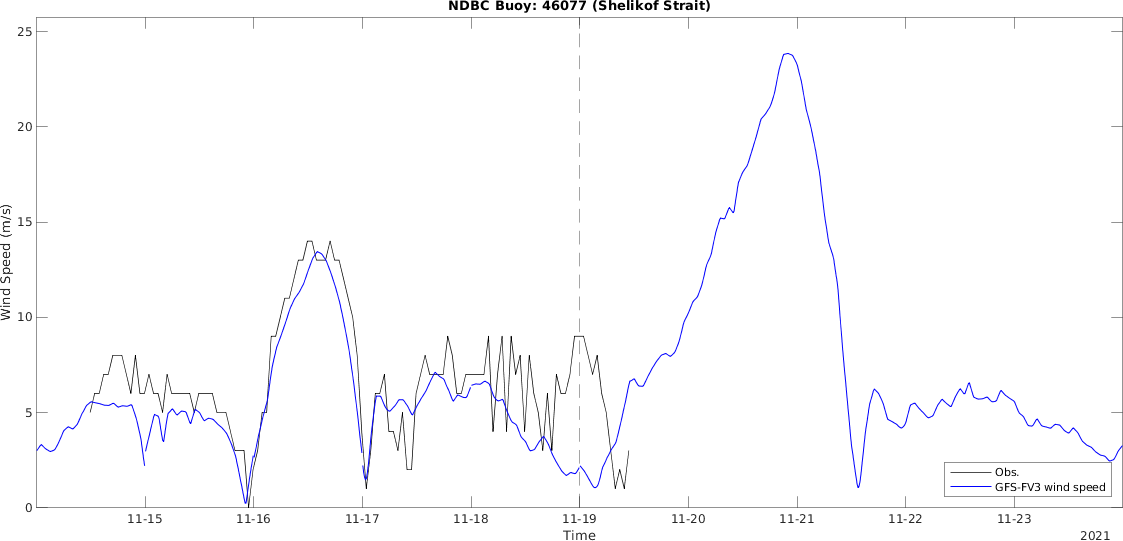 NDBC Buoy: 46077 (Shelikof Strait)
25
20
15
10
5
0
Wind Speed (m/s)
11-15 11-16 11-17 11-18 11-19 11-20 11-21 11-22 11-23
Time
2021
Obs.
GFS-FV3 wind speed